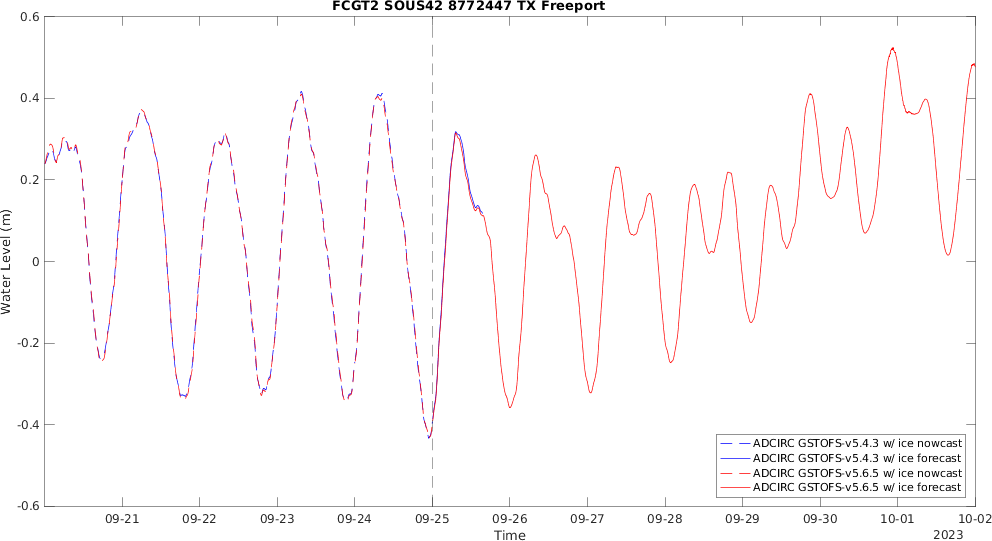 FCGT2 SOUS42 8772447 TX Freeport
0.6
0.4
0.2
0
-0.2
-0.4
-0.6
Water Level (m)
09-21 09-22 09-23 09-24 09-25 09-26 09-27 09-28 09-29 09-30 10-01 10-02
Time
2023
ADCIRC GSTOFS-v5.4.3 w/ ice nowcast
ADCIRC GSTOFS-v5.4.3 w/ ice forecast
ADCIRC GSTOFS-v5.6.5 w/ ice nowcast
ADCIRC GSTOFS-v5.6.5 w/ ice forecast